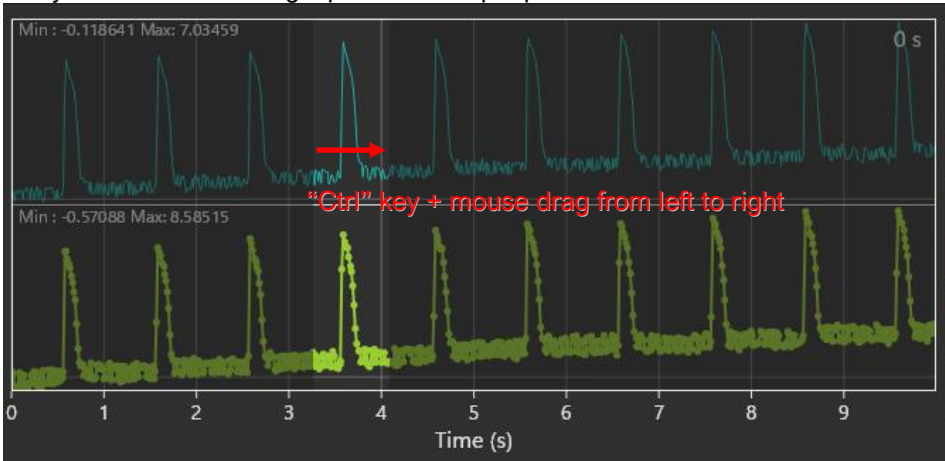 Min : -0.118641 Max: 7.03459
0 s
“Ctrl” key + mouse drag from left to right
Min : -0.57088 Max: 8.58515
0 1 2 3 4 5 6 7 8 9
Time (s)